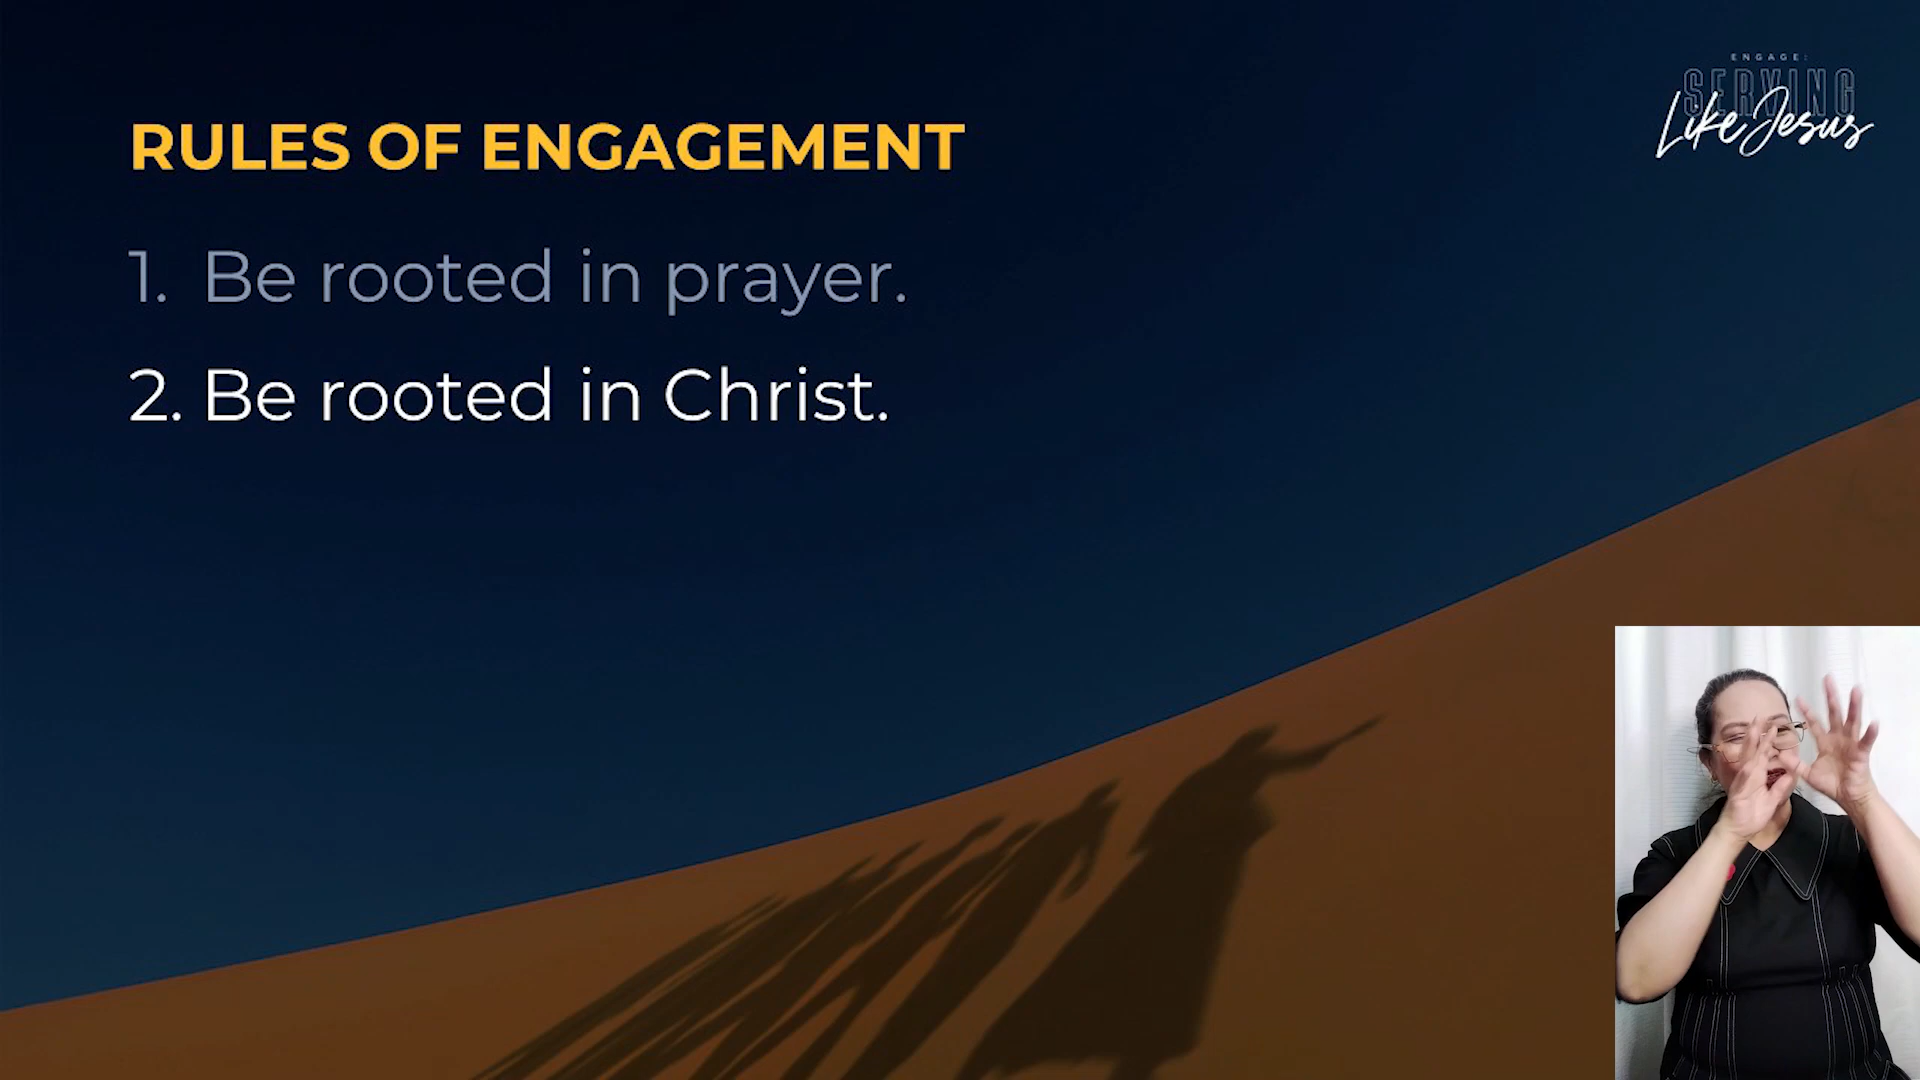 ENGAGE:
SERVING
Like Jesus
RULES OF ENGAGEMENT
1. Be rooted in prayer.
2. Be rooted in Christ.